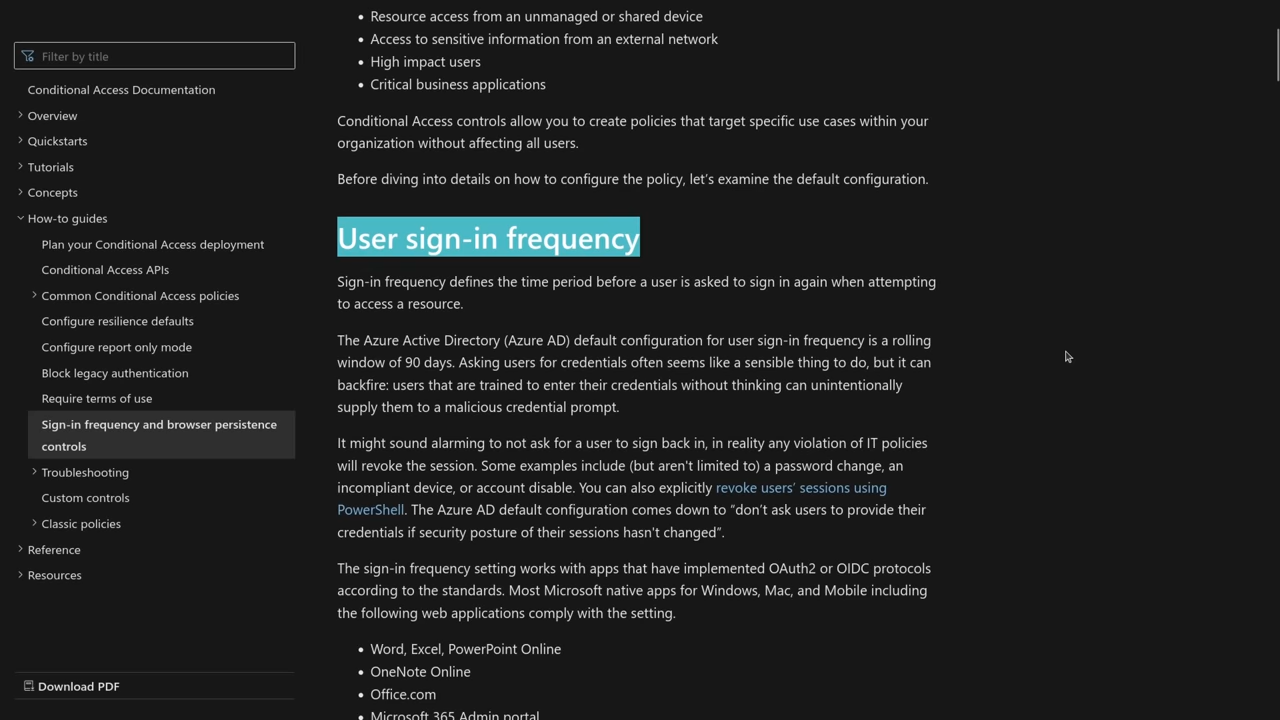 Filter by title
Conditional Access Documentation
Overview
Quickstarts
Tutorials
Concepts
How-to guides
Plan your Conditional Access deployment
Conditional Access APIs
Common Conditional Access policies
Configure resilience defaults
Configure report only mode
Block legacy authentication
Require terms of use
Sign-in frequency and browser persistence
controls
Troubleshooting
Custom controls
Classic policies
Reference
Resources
Download PDF
• Resource access from an unmanaged or shared device
• Access to sensitive information from an external network
• High impact users
• Critical business applications
Conditional Access controls allow you to create policies that target specific use cases within your
organization without affecting all users.
Before diving into details on how to configure the policy, let’s examine the default configuration.
User sign-in frequency
Sign-in frequency defines the time period before a user is asked to sign in again when attempting
to access a resource.
The Azure Active Directory (Azure AD) default configuration for user sign-in frequency is a rolling
window of 90 days. Asking users for credentials often seems like a sensible thing to do, but it can
backfire: users that are trained to enter their credentials without thinking can unintentionally
supply them to a malicious credential prompt.
It might sound alarming to not ask for a user to sign back in, in reality any violation of IT policies
will revoke the session. Some examples include (but aren't limited to) a password change, an
incompliant device, or account disable. You can also explicitly revoke users’ sessions using
PowerShell. The Azure AD default configuration comes down to “don’t ask users to provide their
credentials if security posture of their sessions hasn't changed”.
The sign-in frequency setting works with apps that have implemented OAuth2 or OIDC protocols
according to the standards. Most Microsoft native apps for Windows, Mac, and Mobile including
the following web applications comply with the setting.
• Word, Excel, PowerPoint Online
• OneNote Online
• Office.com
• Microsoft 365 Admin portal